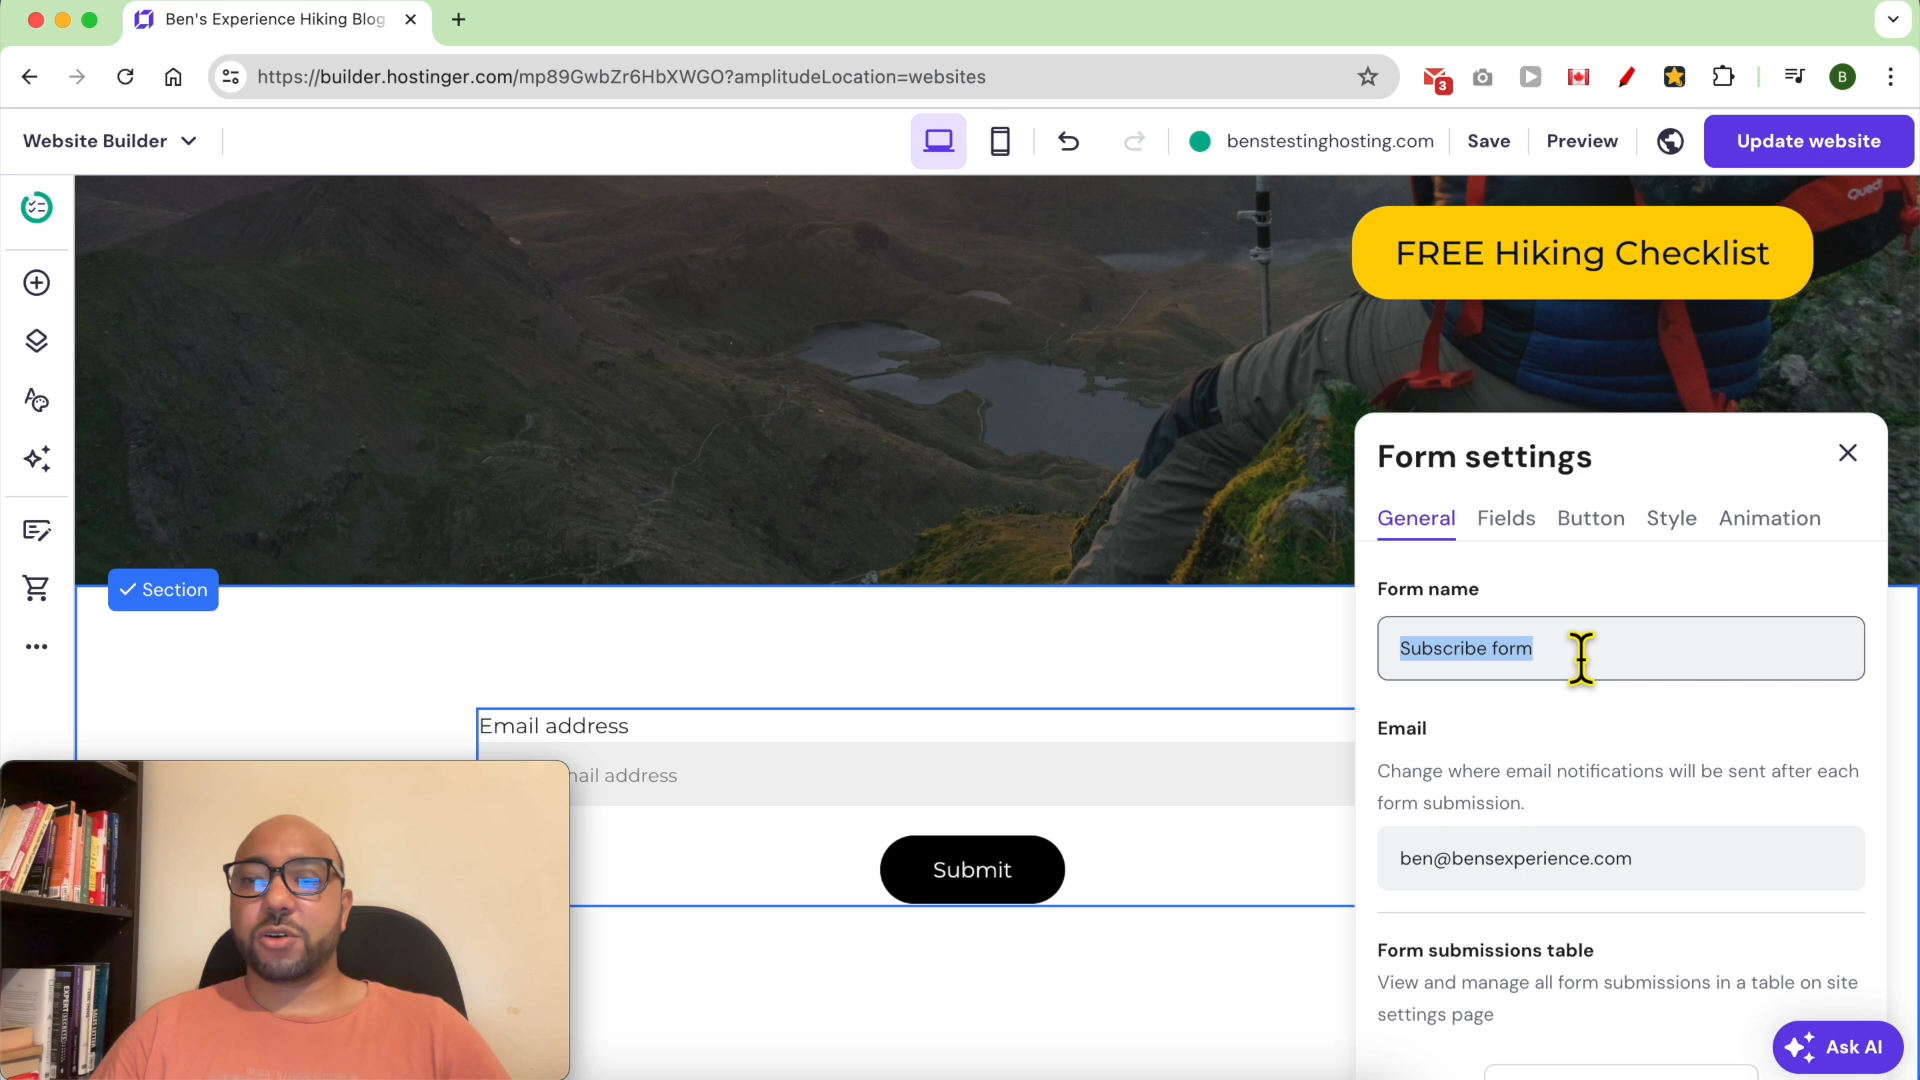 Ben's Experience Hiking Blog
https://builder.hostinger.com/mp89GwbZr6HbXWGO?amplitudeLocation=websites
3
B
Website Builder
benstestinghosting.com
Save
Preview
Update website
FREE Hiking Checklist
Form settings
General Fields Button Style Animation
Section
Form name
Subscribe form
Email address
Email
Change where email notifications will be sent after each
form submission.
address
ben@bensexperience.com
Submit
Form submissions table
View and manage all form submissions in a table on site
settings page
Ask AI
EXPERT
SECRETS